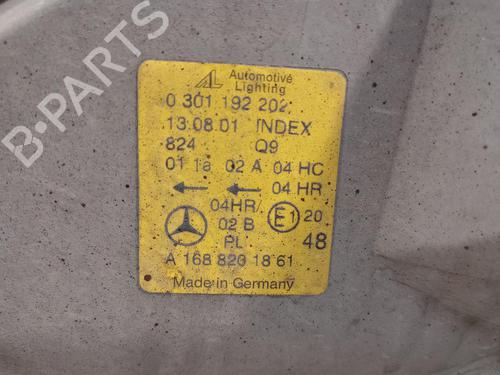 B-PARTS
AL Automotive
Lighting
0 301 192 202
13.08.01 INDEX
824 Q9
01 1a 02 A 04 HC
04 HR
04HR/
02 B
E1 20
PL 48
A 168 820 18 61
Made in Germany